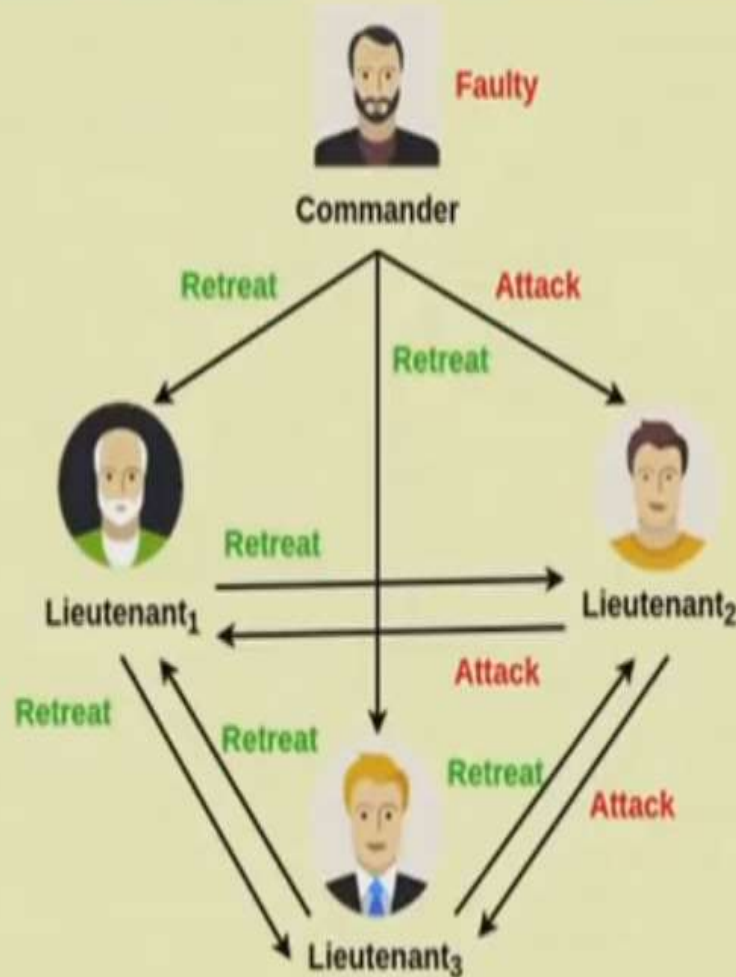 Faulty
Commander
Retreat
Attack
Retreat
Retreat
Lieutenant1
Lieutenant2
Attack
Retreat
Retreat
Retreat
Attack
Lieutenant3